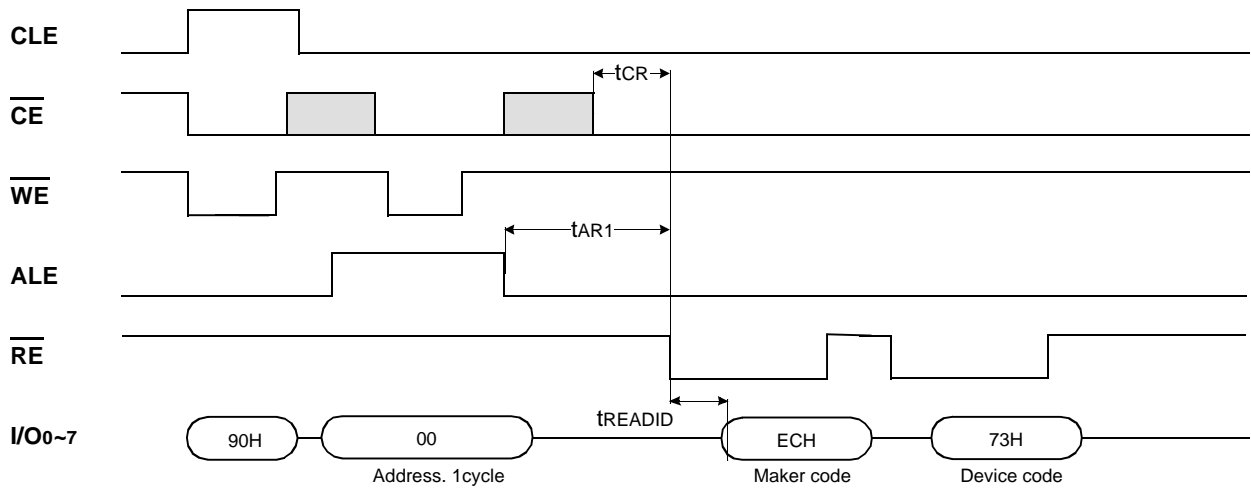 CLE
tCR
CE
WE
tAR1
ALE
RE
tREADID
I/O0~7
90H
00
ECH
73H
Address. 1cycle
Maker code
Device code